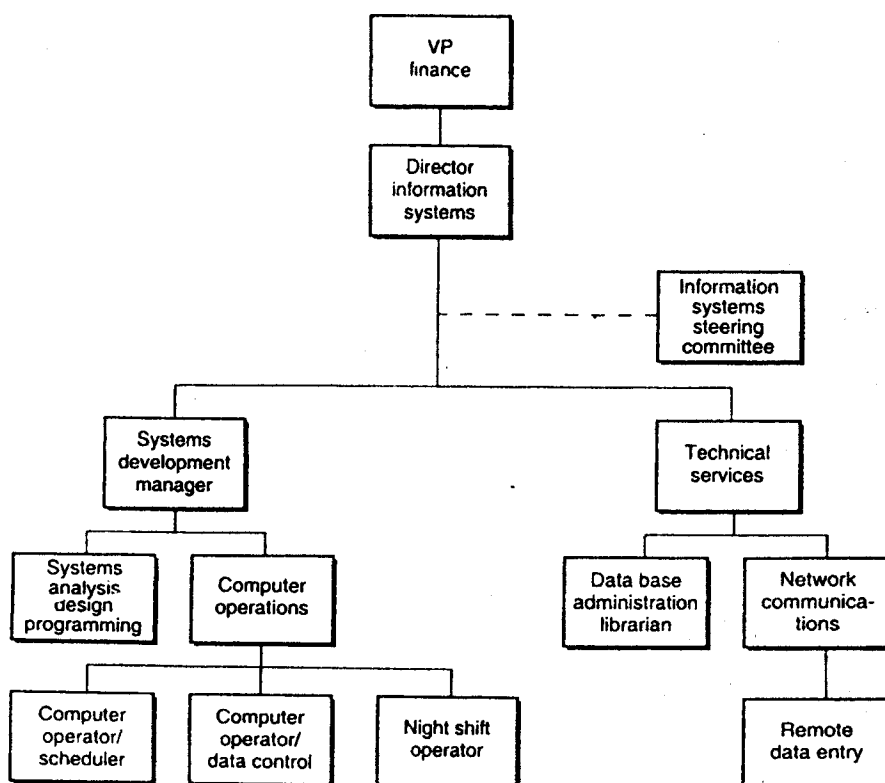 VP
finance
Director
information
systems
Information
systems
steering
committee
Systems
development
manager
Technical
services
Systems
analysis
design
programming
Computer
operations
Data base
administration
librarian
Network
communica-
tions
Computer
operator/
scheduler
Computer
operator/
data control
Night shift
operator
Remote
data entry